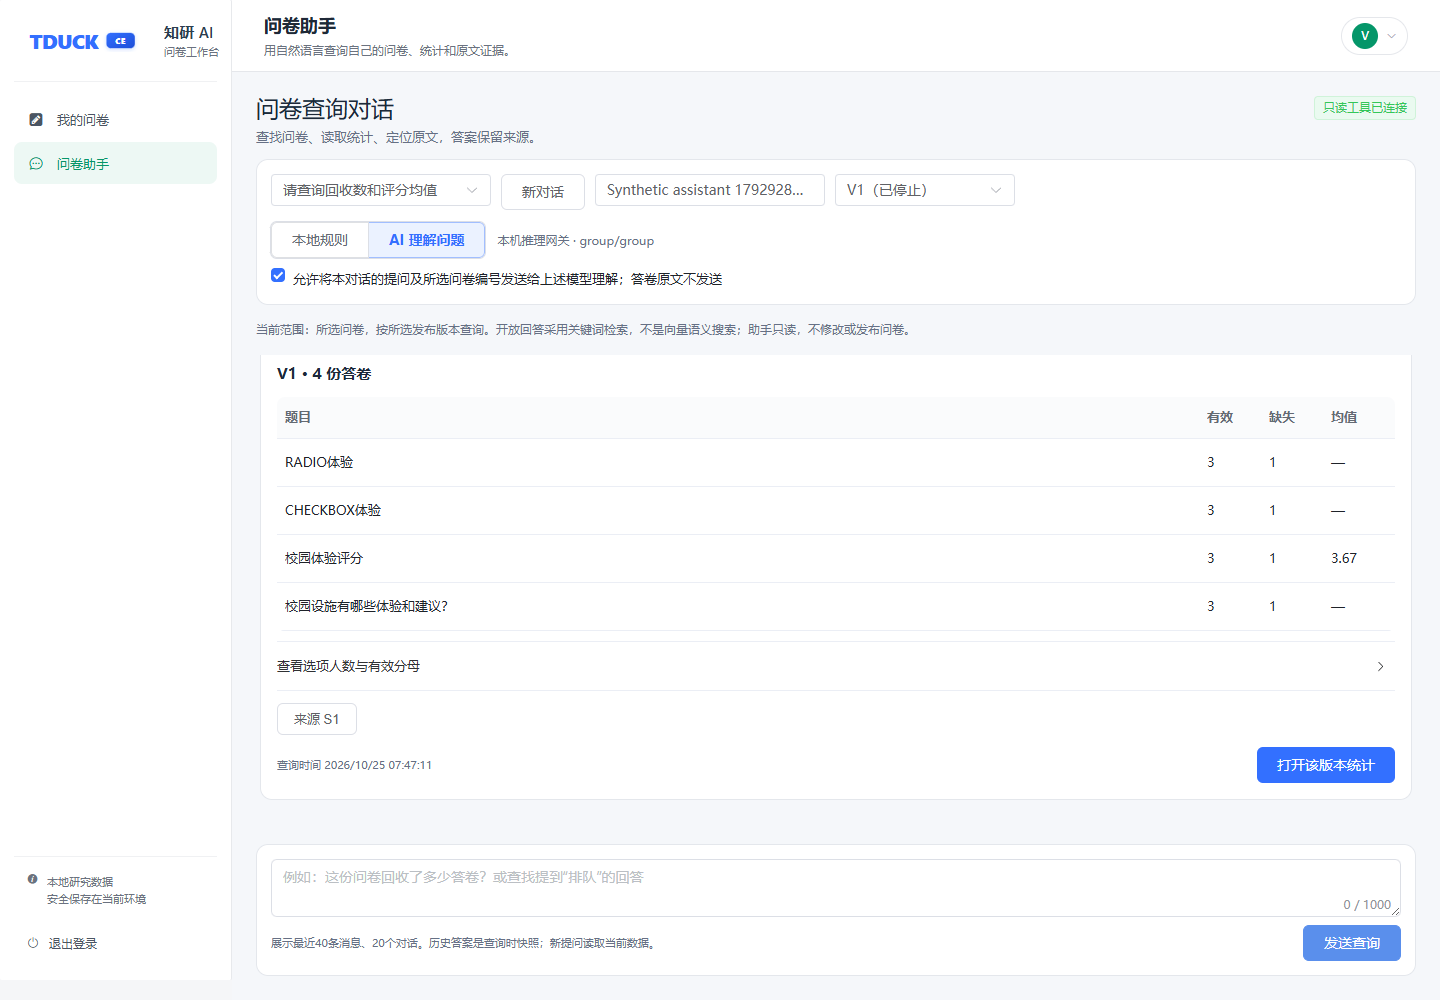 TDUCK CE
知研 AI
问卷工作台
我的问卷
问卷助手
本地研究数据
安全保存在当前环境
退出登录
问卷助手
用自然语言查询自己的问卷、统计和原文证据。
V
问卷查询对话
查找问卷、读取统计、定位原文，答案保留来源。
只读工具已连接
请查询回收数和评分均值
新对话
Synthetic assistant 1792928...
V1（已停止）
本地规则
AI 理解问题
本机推理网关 · group/group
允许将本对话的提问及所选问卷编号发送给上述模型理解；答卷原文不发送
当前范围：所选问卷，按所选发布版本查询。开放回答采用关键词检索，不是向量语义搜索；助手只读，不修改或发布问卷。
V1 • 4 份答卷
题目 有效 缺失 均值
RADIO体验 3 1 —
CHECKBOX体验 3 1 —
校园体验评分 3 1 3.67
校园设施有哪些体验和建议？ 3 1 —
查看选项人数与有效分母
来源 S1
查询时间 2026/10/25 07:47:11
打开该版本统计
例如：这份问卷回收了多少答卷？或查找提到“排队”的回答
0 / 1000
展示最近40条消息、20个对话。历史答案是查询时快照；新提问读取当前数据。
发送查询